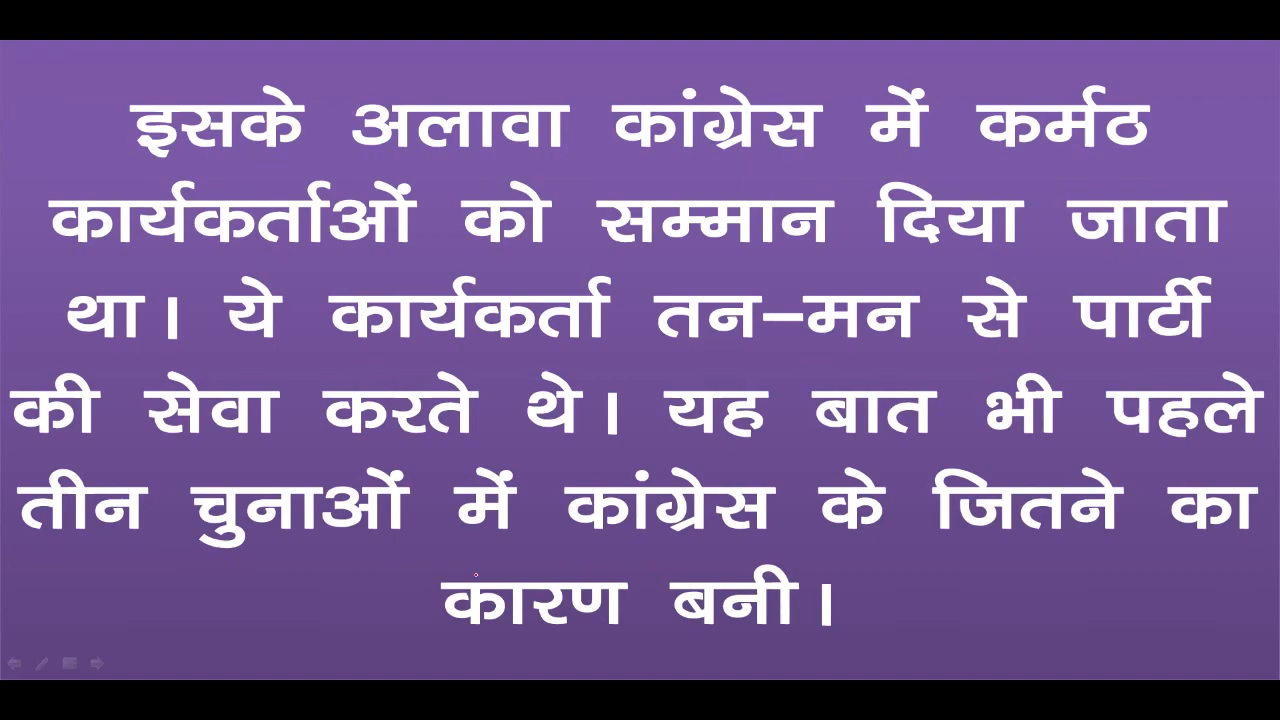 इसके अलावा कांग्रेस में कर्मठ
कार्यकर्ताओं को सम्मान दिया जाता
था। ये कार्यकर्ता तन–मन से पार्टी
की सेवा करते थे। यह बात भी पहले
तीन चुनाओं में कांग्रेस के जितने का
कारण बनी।